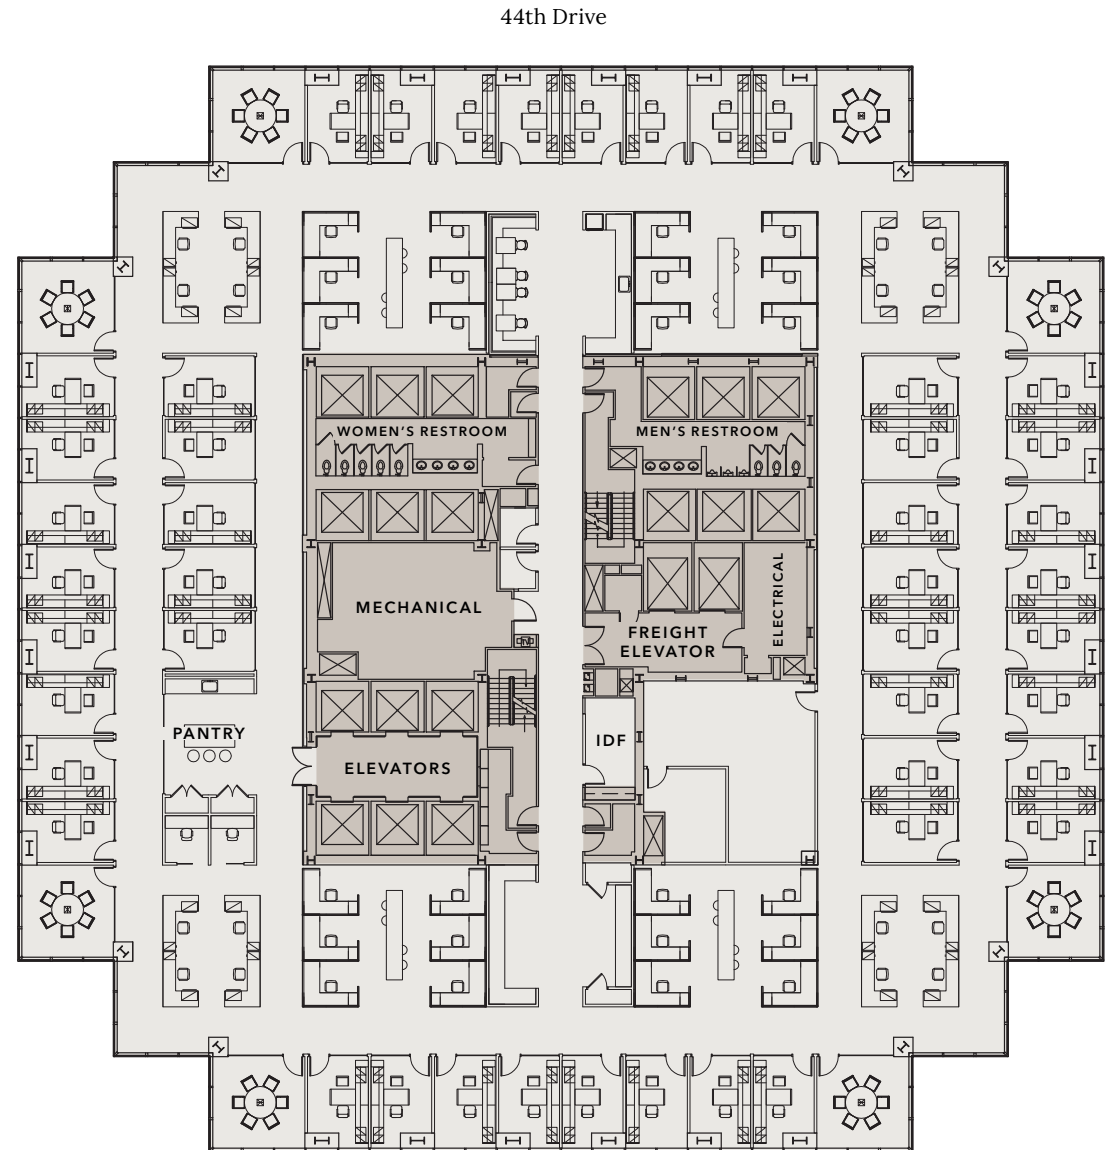 44th Drive
WOMEN'S RESTROOM
MEN'S RESTROOM
MECHANICAL
ELECTRICAL
FREIGHT
ELEVATOR
PANTRY
IDF
ELEVATORS